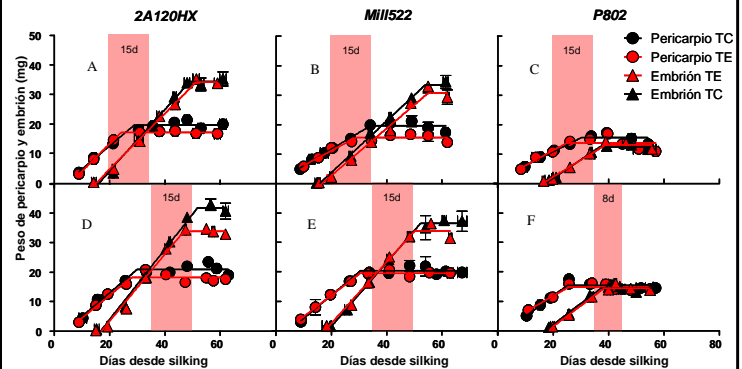 2A120HX Mill522 P802
Pericarpio TC
Pericarpio TE
Embrión TE
Embrión TC
50
40
30
20
10
0
A 15d
B 15d
C 15d
40
30
20
10
0
D 15d
E 15d
F 8d
0 20 40 60
0 20 40 60
0 20 40 60 80
Días desde silking Días desde silking Días desde silking
Peso de pericarpio y embrión (mg)